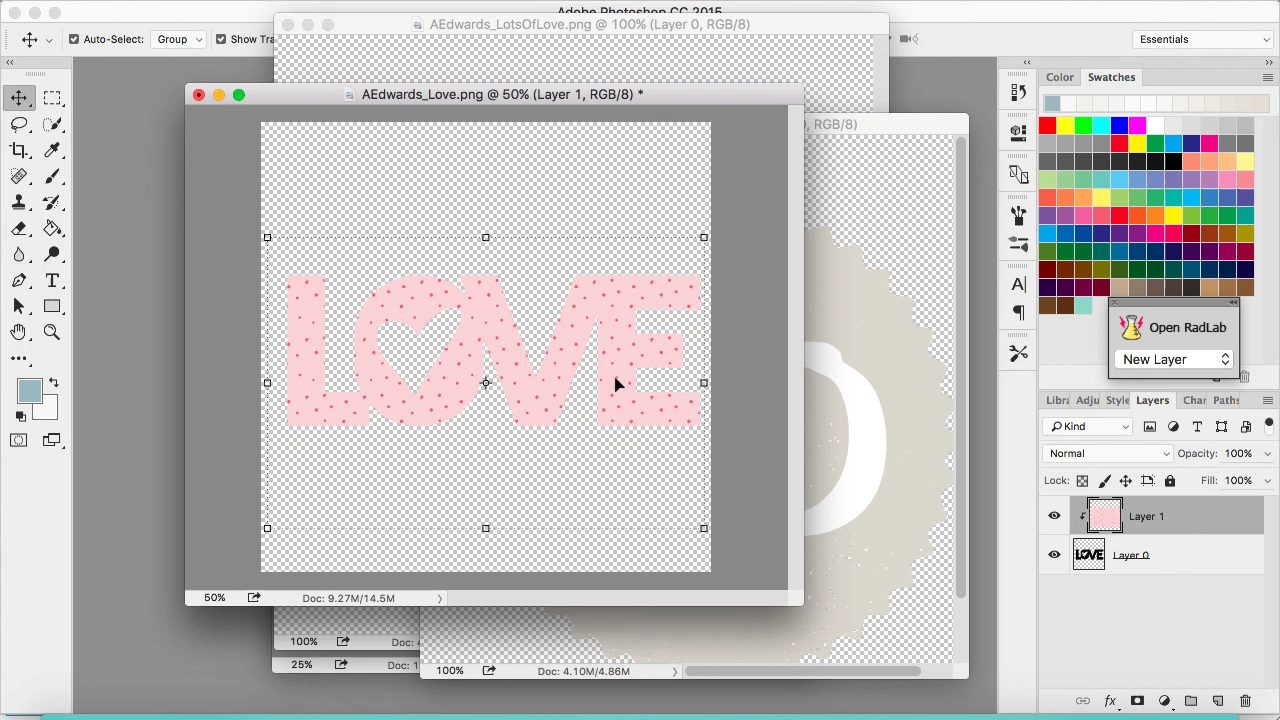 Adobe Photoshop CC 2015
Auto-Select: Group Show Tra
Essentials
AEdwards_LotsOfLove.png @ 100% (Layer 0, RGB/8)
AEdwards_Love.png @ 50% (Layer 1, RGB/8) *
0, RGB/8)
LOVE
50% Doc: 9.27M/14.5M
100% Doc:
25% Doc: 1
100% Doc: 4.10M/4.86M
Color Swatches
Open RadLab
New Layer
Libra Adju Style Layers Char Paths
Kind
Normal Opacity: 100%
Lock: Fill: 100%
Layer 1
LOVE Layer 0
fx